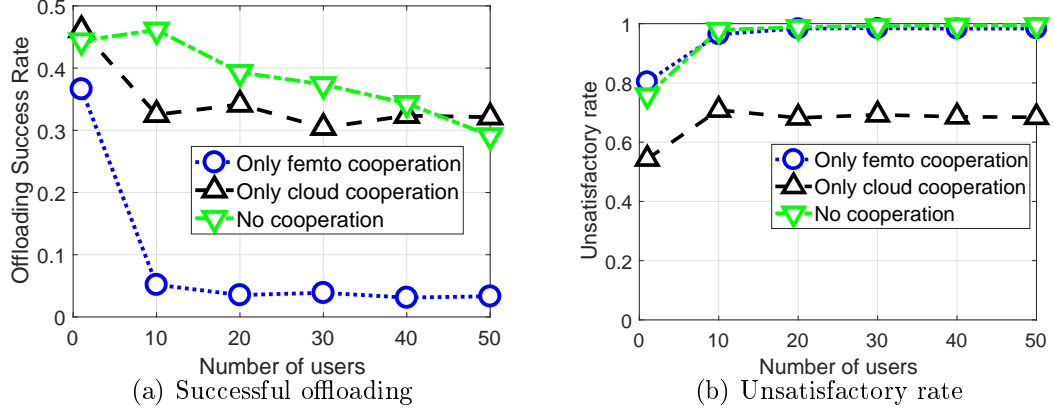 0.5
0.4
0.3
0.2
0.1
0
Offloading Success Rate
Only femto cooperation
Only cloud cooperation
No cooperation
0 10 20 30 40 50
Number of users
(a) Successful offloading
1
0.8
0.6
0.4
0.2
0
Unsatisfactory rate
Only femto cooperation
Only cloud cooperation
No cooperation
0 10 20 30 40 50
Number of users
(b) Unsatisfactory rate